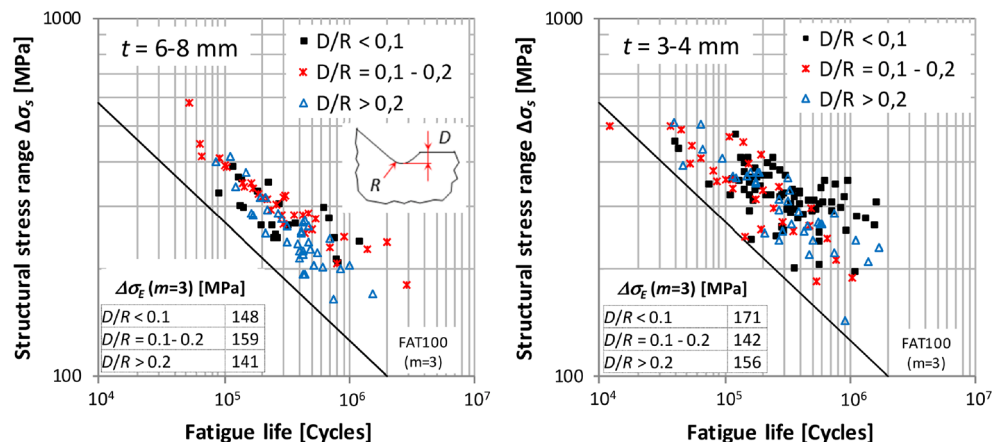 1000
t = 6-8 mm
D/R < 0,1
D/R = 0,1 - 0,2
D/R > 0,2
D
R
Structural stress range Δσs [MPa]
ΔσE (m=3) [MPa]
D/R < 0.1 148
D/R = 0.1- 0.2 159
D/R > 0.2 141
FAT100
(m=3)
100
10^4 10^5 10^6 10^7
Fatigue life [Cycles]
1000
t = 3-4 mm
D/R < 0,1
D/R = 0,1 - 0,2
D/R > 0,2
Structural stress range Δσs [MPa]
ΔσE (m=3) [MPa]
D/R < 0.1 171
D/R = 0.1 - 0.2 142
D/R > 0.2 156
FAT100
(m=3)
100
10^4 10^5 10^6 10^7
Fatigue life [Cycles]